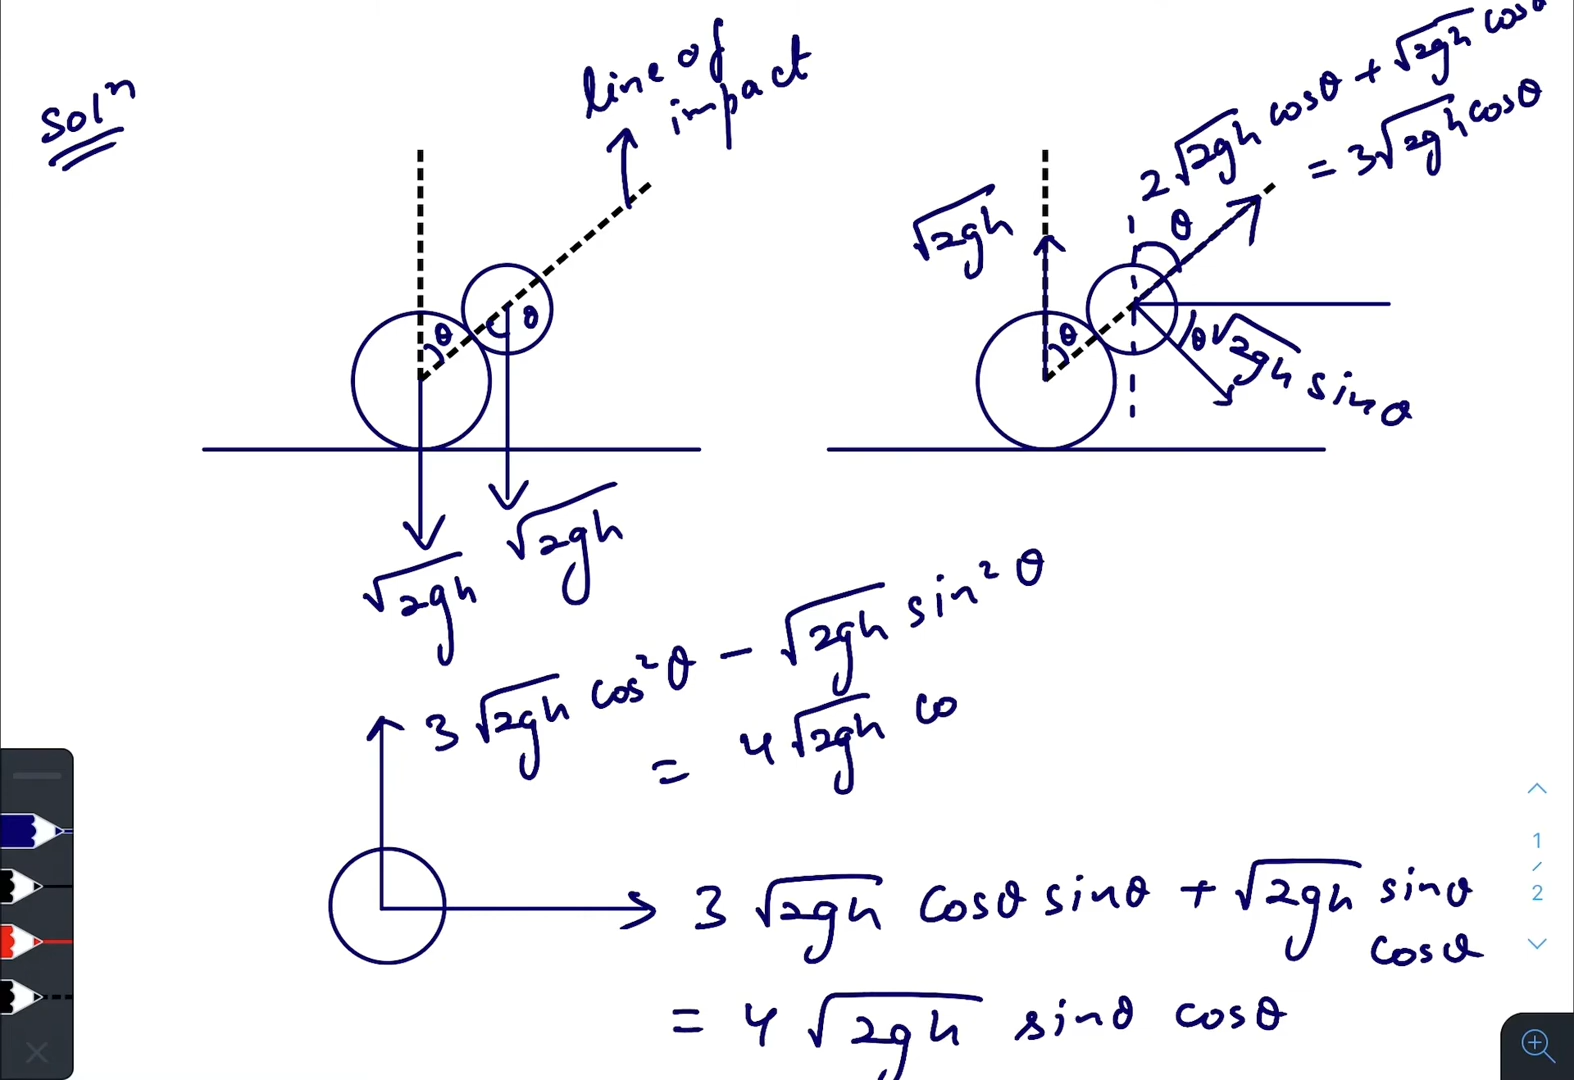 Solⁿ
line of
impact
θ
θ
√2gh
√2gh
√2gh
2√2gh cosθ + √2gh cosθ
= 3√2gh cosθ
θ
θ
θ
√2gh sinθ
3√2gh cos²θ - √2gh sin²θ
= 4√2gh co
3√2gh cosθ sinθ + √2gh sinθ
cosθ
= 4√2gh sinθ cosθ
1
/
2